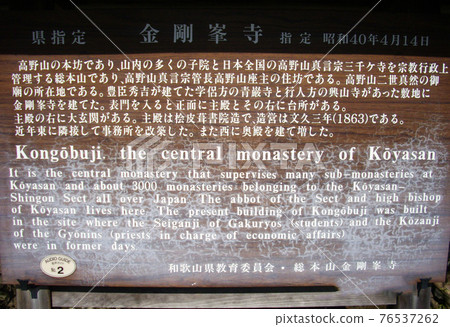 県指定 金剛峯寺 指定 昭和40年4月14日
高野山の本坊であり、山内の多くの子院と日本全国の高野山真言宗三千ケ寺を宗教行政上
管理する総本山であり、高野山真言宗管長高野山座主の住坊である。高野山二世真然の御
廟の所在地である。豊臣秀吉が建てた学侶方の青巌寺と行人方の興山寺があった敷地に
金剛峯寺を建てた。表門を入ると正面に主殿とその右に台所がある。
主殿の右に大玄関がある。主殿は桧皮葺書院造で、造営は文久三年(1863)である。
近年東に隣接して事務所を改築した。また西に奥殿を建て増した。
Kongōbuji, the central monastery of Kōyasan
It is the central monastery that supervises many sub-monasteries at
Kōyasan and about 3000 monasteries belonging to the Kōyasan-
Shingon Sect all over Japan. The abbot of the Sect and high bishop
of Kōyasan lives here. The present building of Kongōbuji was built
in the site where the Seiganji of Gakuryos (students) and the Kōzanji
of the Gyōnins (priests in charge of economic affairs)
were in former days.
AUDIO GUIDE
2
和歌山県教育委員会・総本山金剛峯寺
PIXTA
pixta.jp - 76537262